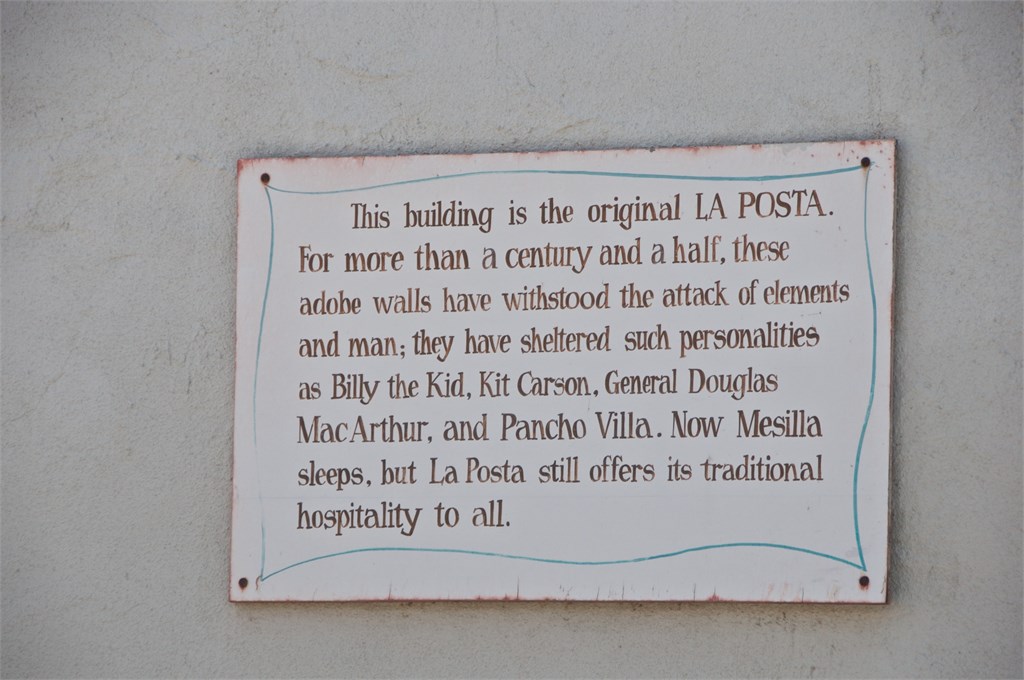 This building is the original LA POSTA.
For more than a century and a half, these
adobe walls have withstood the attack of elements
and man; they have sheltered such personalities
as Billy the Kid, Kit Carson, General Douglas
MacArthur, and Pancho Villa. Now Mesilla
sleeps, but La Posta still offers its traditional
hospitality to all.